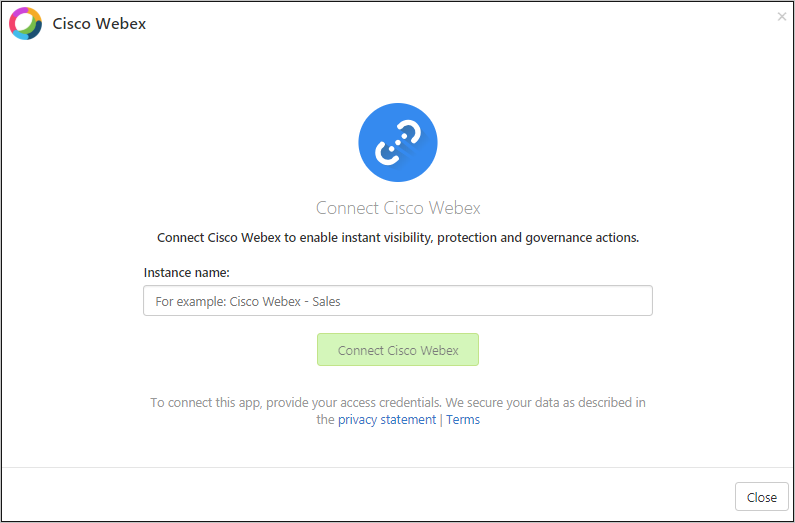 Cisco Webex
×
Connect Cisco Webex
Connect Cisco Webex to enable instant visibility, protection and governance actions.
Instance name:
For example: Cisco Webex - Sales
Connect Cisco Webex
To connect this app, provide your access credentials. We secure your data as described in
the privacy statement | Terms
Close